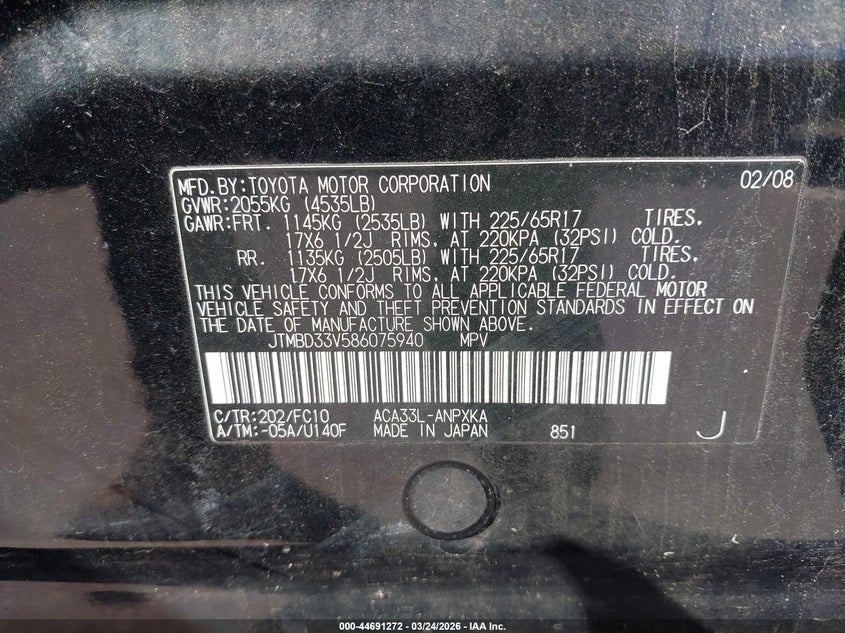 MFD.BY:TOYOTA MOTOR CORPORATION 02/08
GVWR:2055KG (4535LB)
GAWR:FRT. 1145KG (2535LB) WITH 225/65R17 TIRES,
17X6 1/2J RIMS, AT 220KPA (32PSI) COLD.
RR. 1135KG (2505LB) WITH 225/65R17 TIRES,
17X6 1/2J RIMS, AT 220KPA (32PSI) COLD.
THIS VEHICLE CONFORMS TO ALL APPLICABLE FEDERAL MOTOR
VEHICLE SAFETY AND THEFT PREVENTION STANDARDS IN EFFECT ON
THE DATE OF MANUFACTURE SHOWN ABOVE.
JTMBD33V586075940 MPV
C/TR:202/FC10 ACA33L-ANPXKA
A/TM:-05A/U140F MADE IN JAPAN 851 J
000-44691272 - 03/24/2026 - IAA Inc.